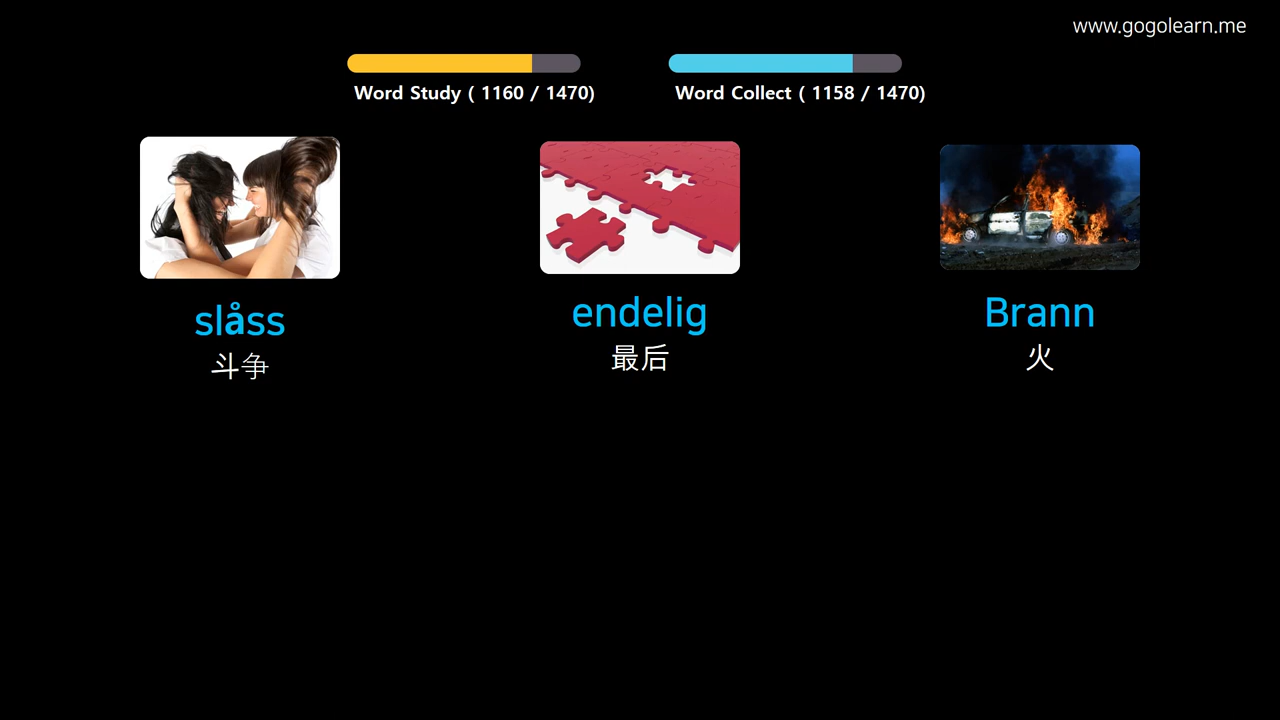 www.gogolearn.me
Word Study ( 1160 / 1470)
Word Collect ( 1158 / 1470)
slåss
斗争
endelig
最后
Brann
火